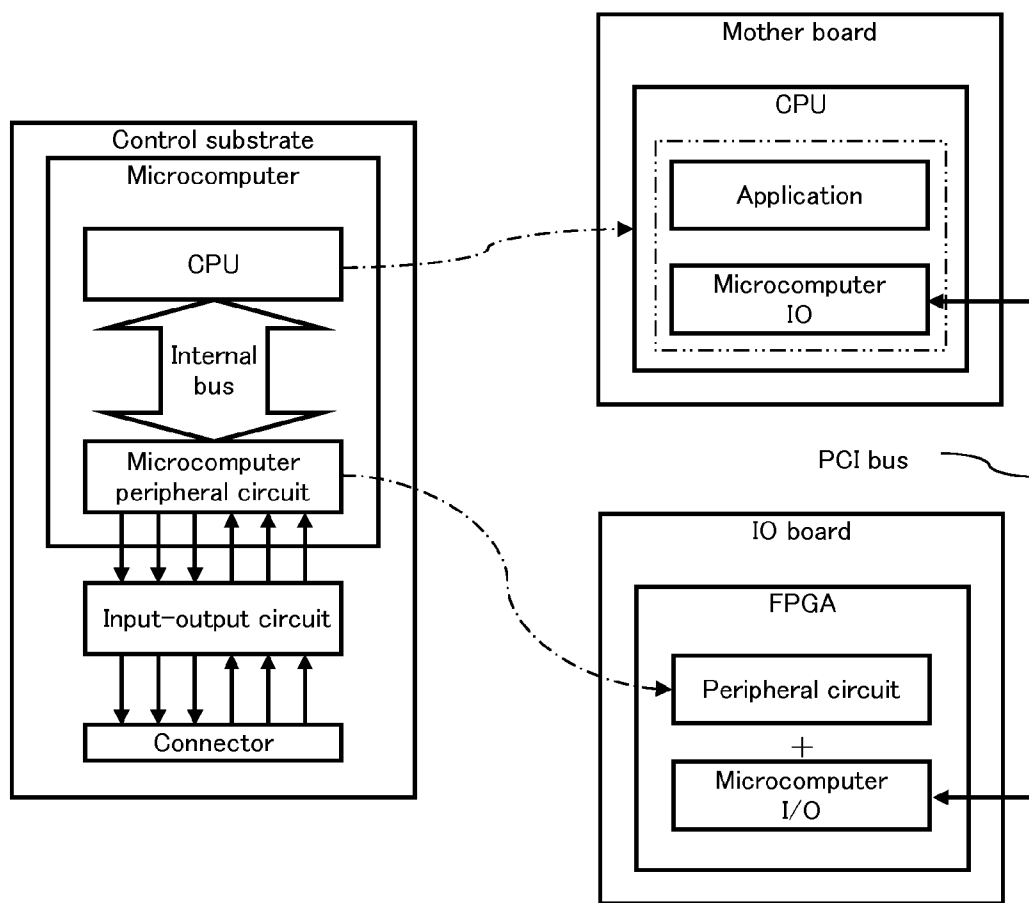 Control substrate
Microcomputer
CPU
Internal
bus
Microcomputer
peripheral circuit
Input-output circuit
Connector
Mother board
CPU
Application
Microcomputer
IO
PCI bus
IO board
FPGA
Peripheral circuit
+
Microcomputer
I/O